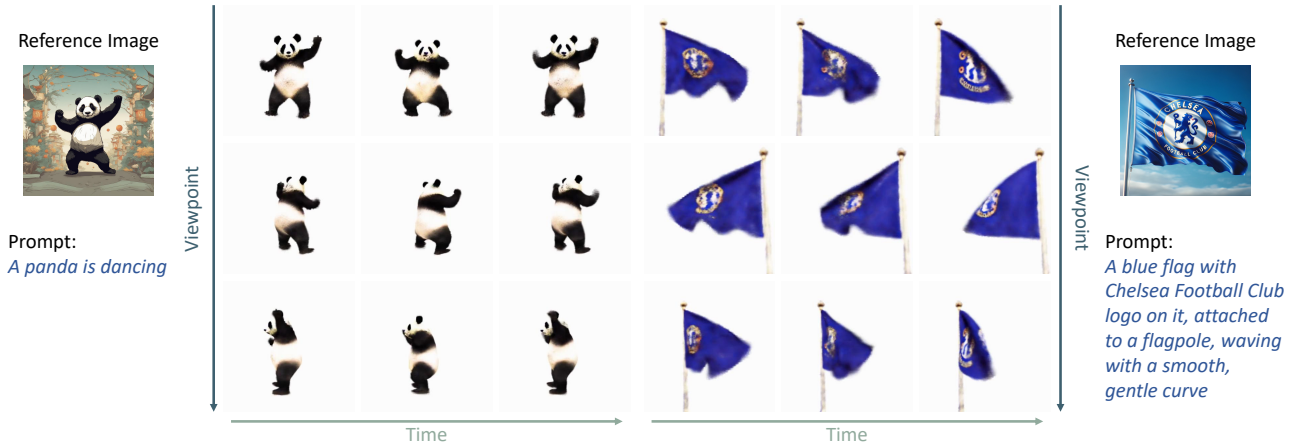 Reference Image
Prompt:
A panda is dancing
Viewpoint
Time
Time
Viewpoint
Reference Image
CHELSEA
FOOTBALL CLUB
Prompt:
A blue flag with
Chelsea Football Club
logo on it, attached
to a flagpole, waving
with a smooth,
gentle curve